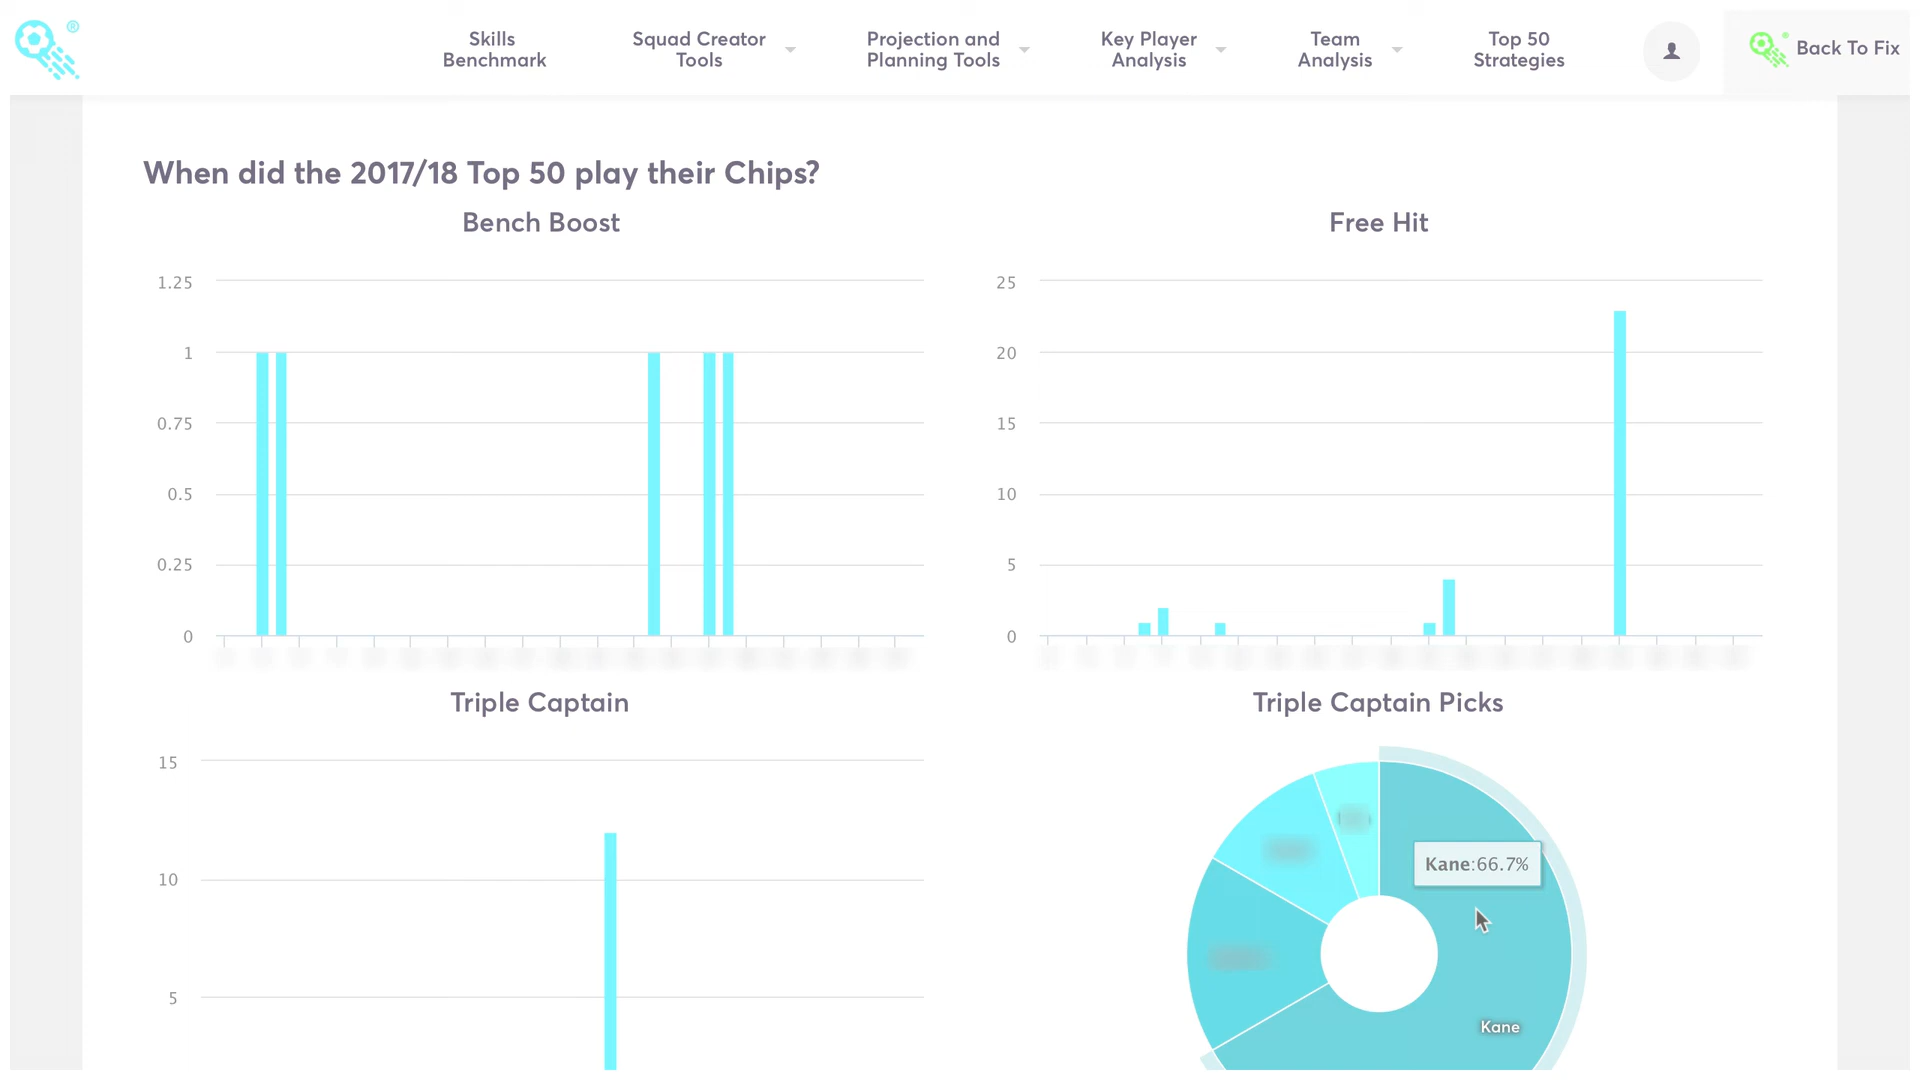 Skills
Benchmark
Squad Creator
Tools
Projection and
Planning Tools
Key Player
Analysis
Team
Analysis
Top 50
Strategies
®
Back To Fix
When did the 2017/18 Top 50 play their Chips?
Bench Boost
1.25
1
0.75
0.5
0.25
0
Free Hit
25
20
15
10
5
0
Triple Captain
15
10
5
Triple Captain Picks
Kane:66.7%
Kane